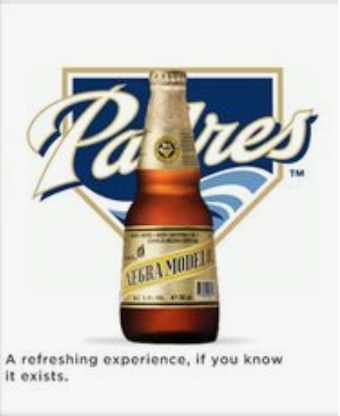 Padres
TM
NEGRA MODELO
A refreshing experience, if you know
it exists.